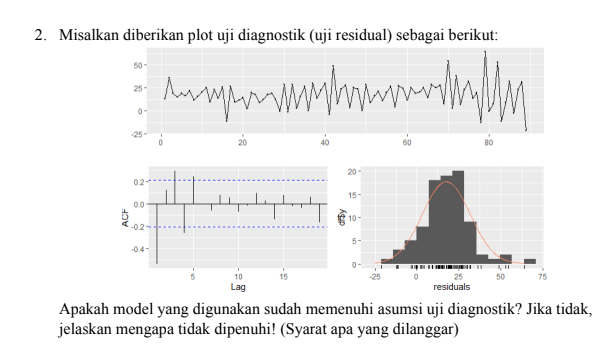 2. Misalkan diberikan plot uji diagnostik (uji residual) sebagai berikut:
50
25
0
-25
0 20 40 60 80
0.2
0.0
-0.2
-0.4
ACF
5 10 15
Lag
20
15
10
5
0
df$y
-25 0 25 50 75
residuals
Apakah model yang digunakan sudah memenuhi asumsi uji diagnostik? Jika tidak,
jelaskan mengapa tidak dipenuhi! (Syarat apa yang dilanggar)